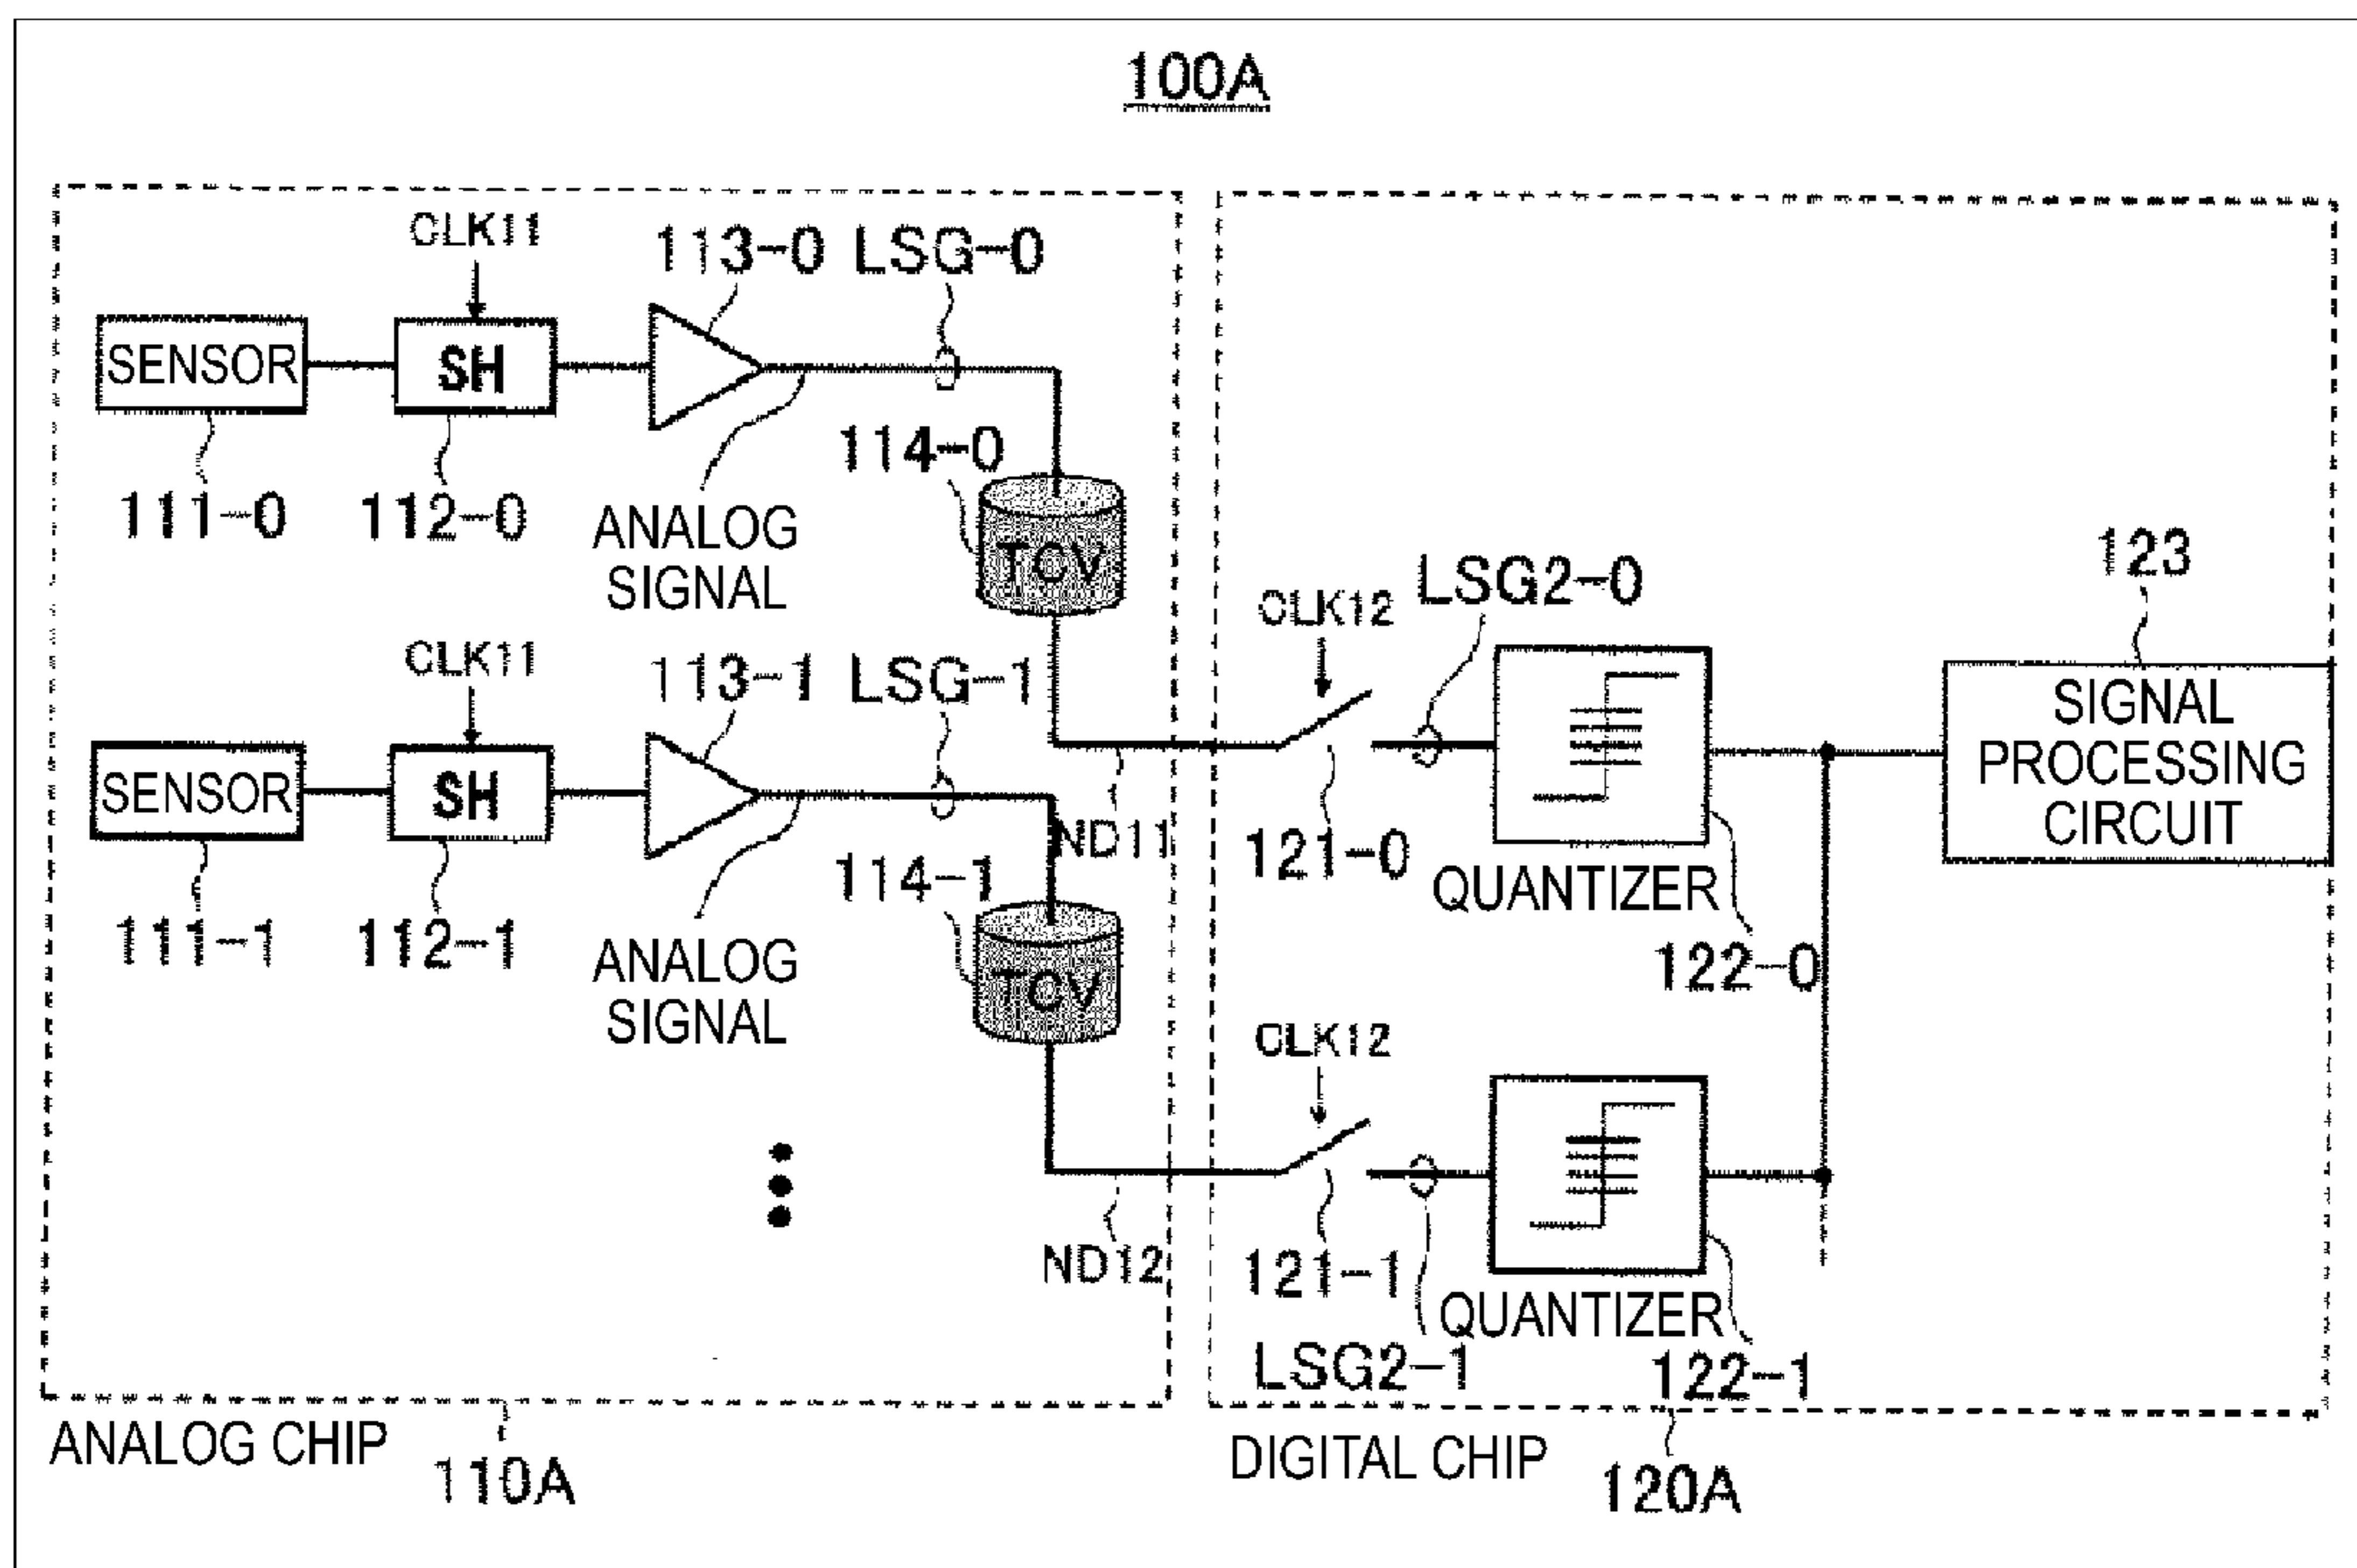 100A
CLK11
113-0
LSG-0
SENSOR
SH
114-0
111-0
112-0
ANALOG
SIGNAL
TCV
CLK12
LSG2-0
123
CLK11
113-1
LSG-1
SENSOR
SH
SIGNAL
PROCESSING
CIRCUIT
ND11
121-0
114-1
QUANTIZER
111-1
112-1
ANALOG
SIGNAL
TCV
122-0
CLK12
ND12
121-1
QUANTIZER
LSG2-1
122-1
ANALOG CHIP
110A
DIGITAL CHIP
120A